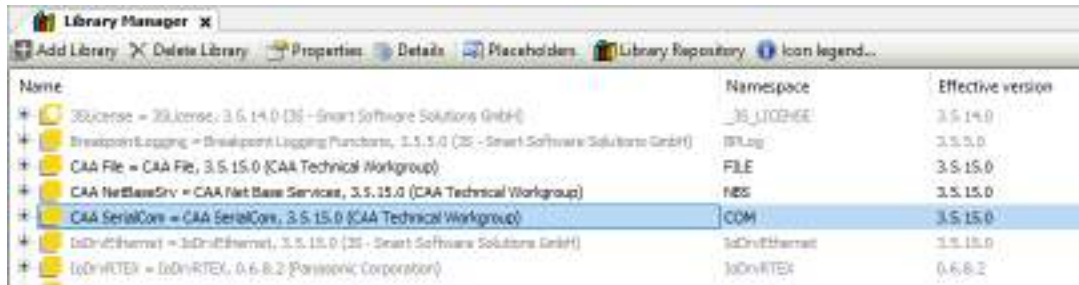 Library Manager x
Add Library Delete Library Properties Details Placeholders Library Repository Icon legend...
Name Namespace Effective version
3SLicense = 3SLicense, 3.5.14.0 (3S - Smart Software Solutions GmbH) _3S_LICENSE 3.5.14.0
BreakpointLogging = Breakpoint Logging Functions, 3.5.5.0 (3S - Smart Software Solutions GmbH) BPLog 3.5.5.0
CAA File = CAA File, 3.5.15.0 (CAA Technical Workgroup) FILE 3.5.15.0
CAA NetBaseSrv = CAA Net Base Services, 3.5.15.0 (CAA Technical Workgroup) NBS 3.5.15.0
CAA SerialCom = CAA SerialCom, 3.5.15.0 (CAA Technical Workgroup) COM 3.5.15.0
IoDrvEthernet = IoDrvEthernet, 3.5.15.0 (3S - Smart Software Solutions GmbH) IoDrvEthernet 3.5.15.0
IoDrvRTEX = IoDrvRTEX, 0.6.8.2 (Panasonic Corporation) IoDrvRTEX 0.6.8.2